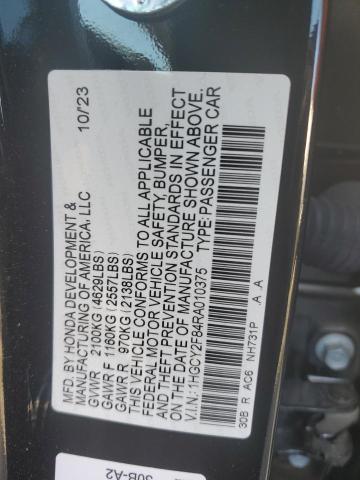 MFD. BY HONDA DEVELOPMENT &
MANUFACTURING OF AMERICA, LLC 10/23
GVWR 2100KG (4629LBS)
GAWR F 1160KG (2557LBS)
GAWR R 970KG (2138LBS)
THIS VEHICLE CONFORMS TO ALL APPLICABLE
FEDERAL MOTOR VEHICLE SAFETY, BUMPER,
AND THEFT PREVENTION STANDARDS IN EFFECT
ON THE DATE OF MANUFACTURE SHOWN ABOVE.
V.I.N.: 1HGCY2F84RA010375 TYPE: PASSENGER CAR
30B R AC6 NH731P A A
30B-A2